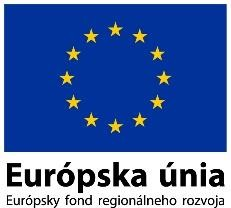 Európska únia
Európsky fond regionálneho rozvoja